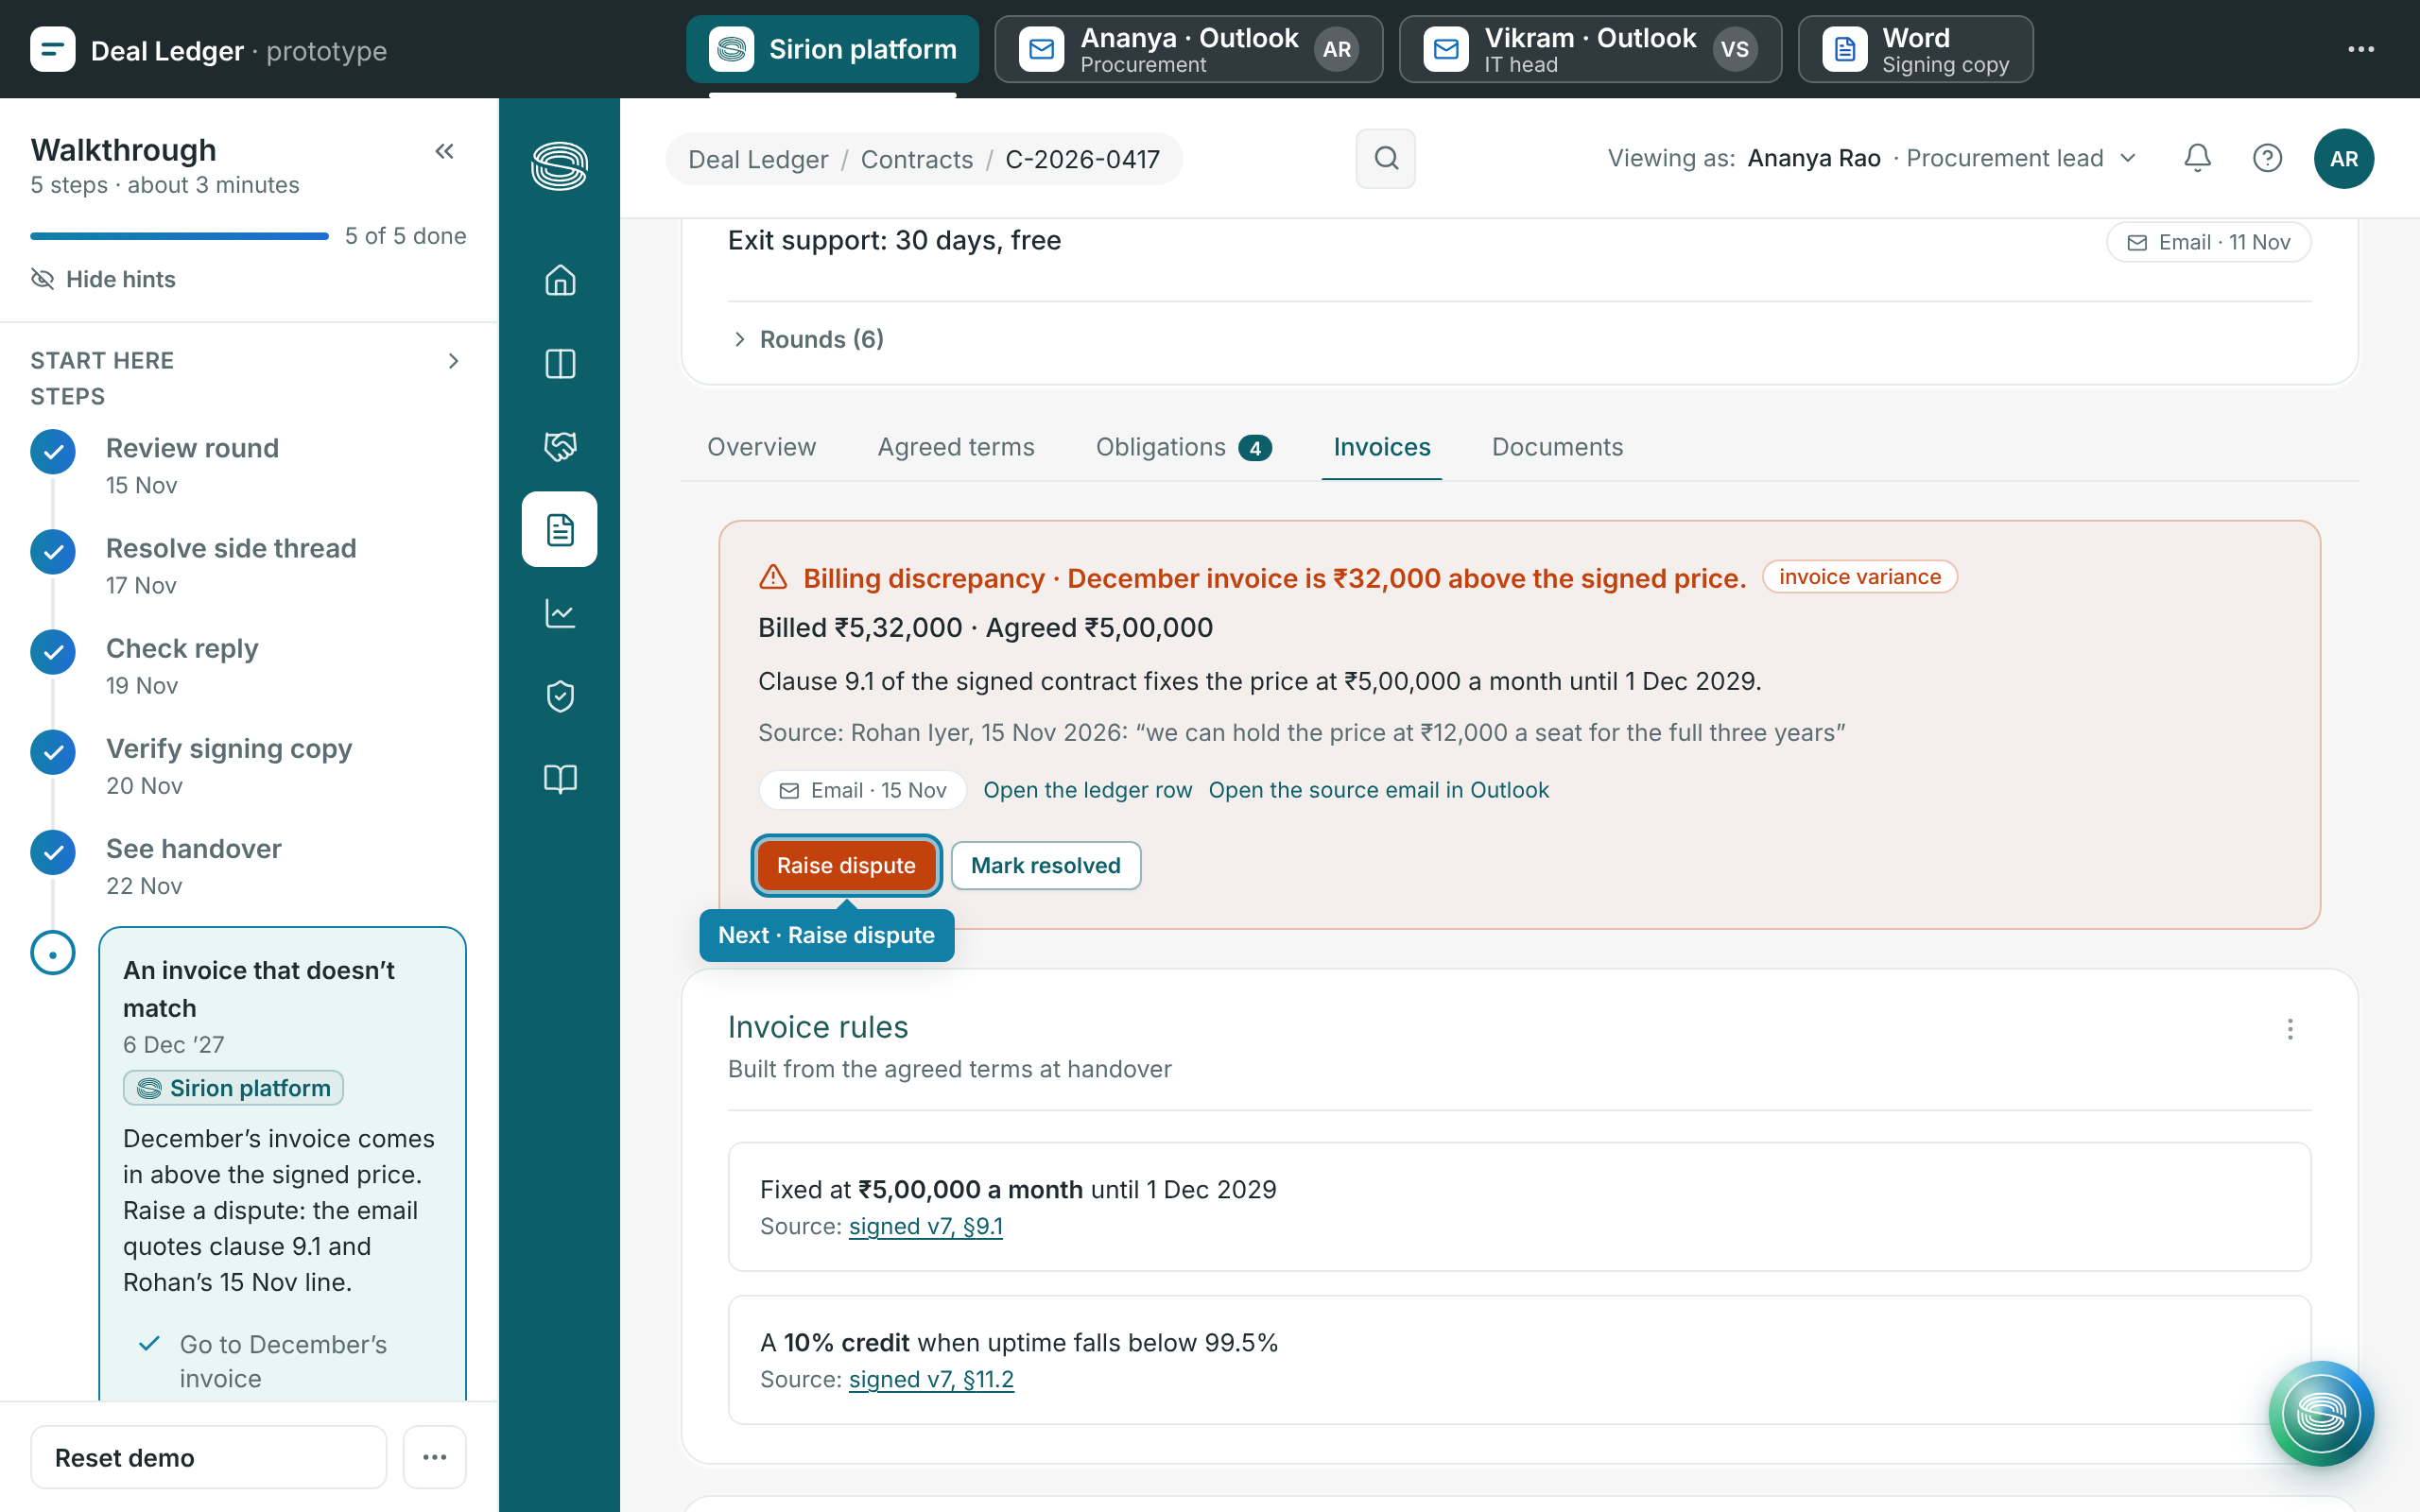 Deal Ledger · prototype
Sirion platform
Ananya · Outlook
Procurement
AR
Vikram · Outlook
IT head
VS
Word
Signing copy
Walkthrough
5 steps · about 3 minutes
5 of 5 done
Hide hints
START HERE
STEPS
Review round
15 Nov
Resolve side thread
17 Nov
Check reply
19 Nov
Verify signing copy
20 Nov
See handover
22 Nov
An invoice that doesn’t
match
6 Dec ’27
Sirion platform
December’s invoice comes
in above the signed price.
Raise a dispute: the email
quotes clause 9.1 and
Rohan’s 15 Nov line.
Go to December’s
invoice
Reset demo
Deal Ledger / Contracts / C-2026-0417
Viewing as: Ananya Rao · Procurement lead
AR
Exit support: 30 days, free
Email · 11 Nov
Rounds (6)
Overview
Agreed terms
Obligations 4
Invoices
Documents
Billing discrepancy · December invoice is ₹32,000 above the signed price.
invoice variance
Billed ₹5,32,000 · Agreed ₹5,00,000
Clause 9.1 of the signed contract fixes the price at ₹5,00,000 a month until 1 Dec 2029.
Source: Rohan Iyer, 15 Nov 2026: “we can hold the price at ₹12,000 a seat for the full three years”
Email · 15 Nov
Open the ledger row
Open the source email in Outlook
Raise dispute
Mark resolved
Next · Raise dispute
Invoice rules
Built from the agreed terms at handover
Fixed at ₹5,00,000 a month until 1 Dec 2029
Source: signed v7, §9.1
A 10% credit when uptime falls below 99.5%
Source: signed v7, §11.2